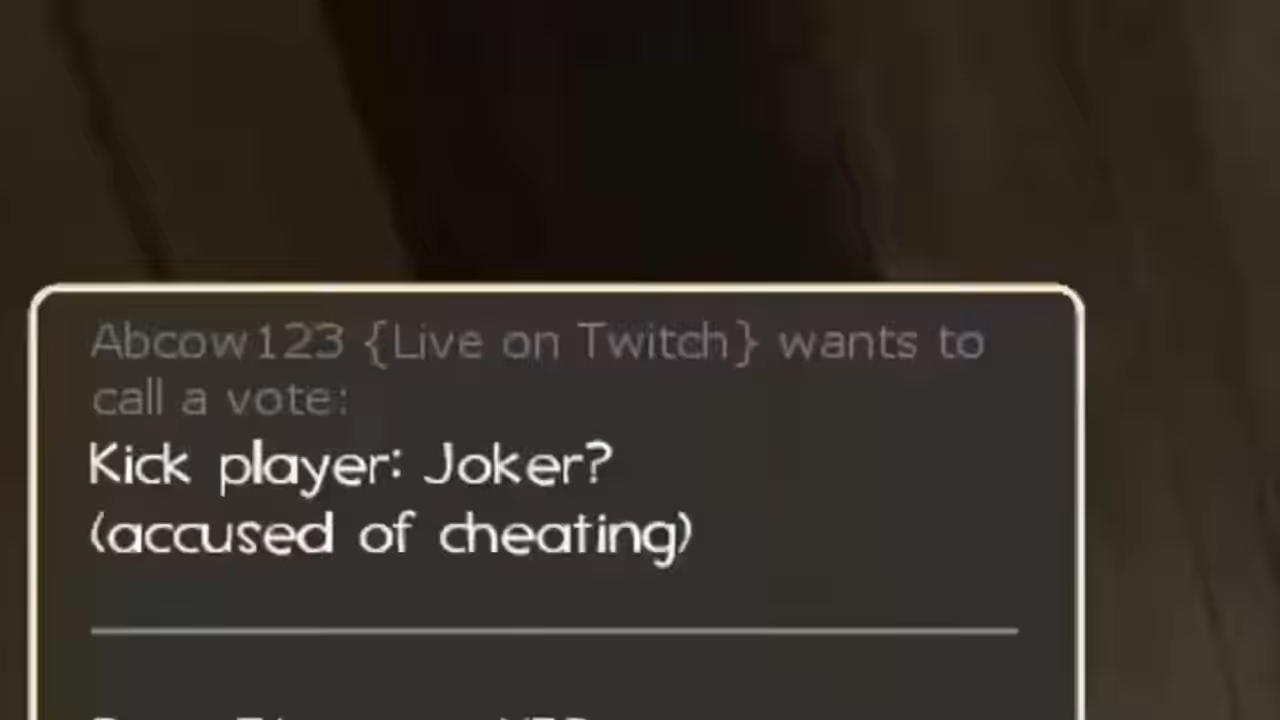 Abcow123 {Live on Twitch} wants to
call a vote:
Kick player: Joker?
(accused of cheating)